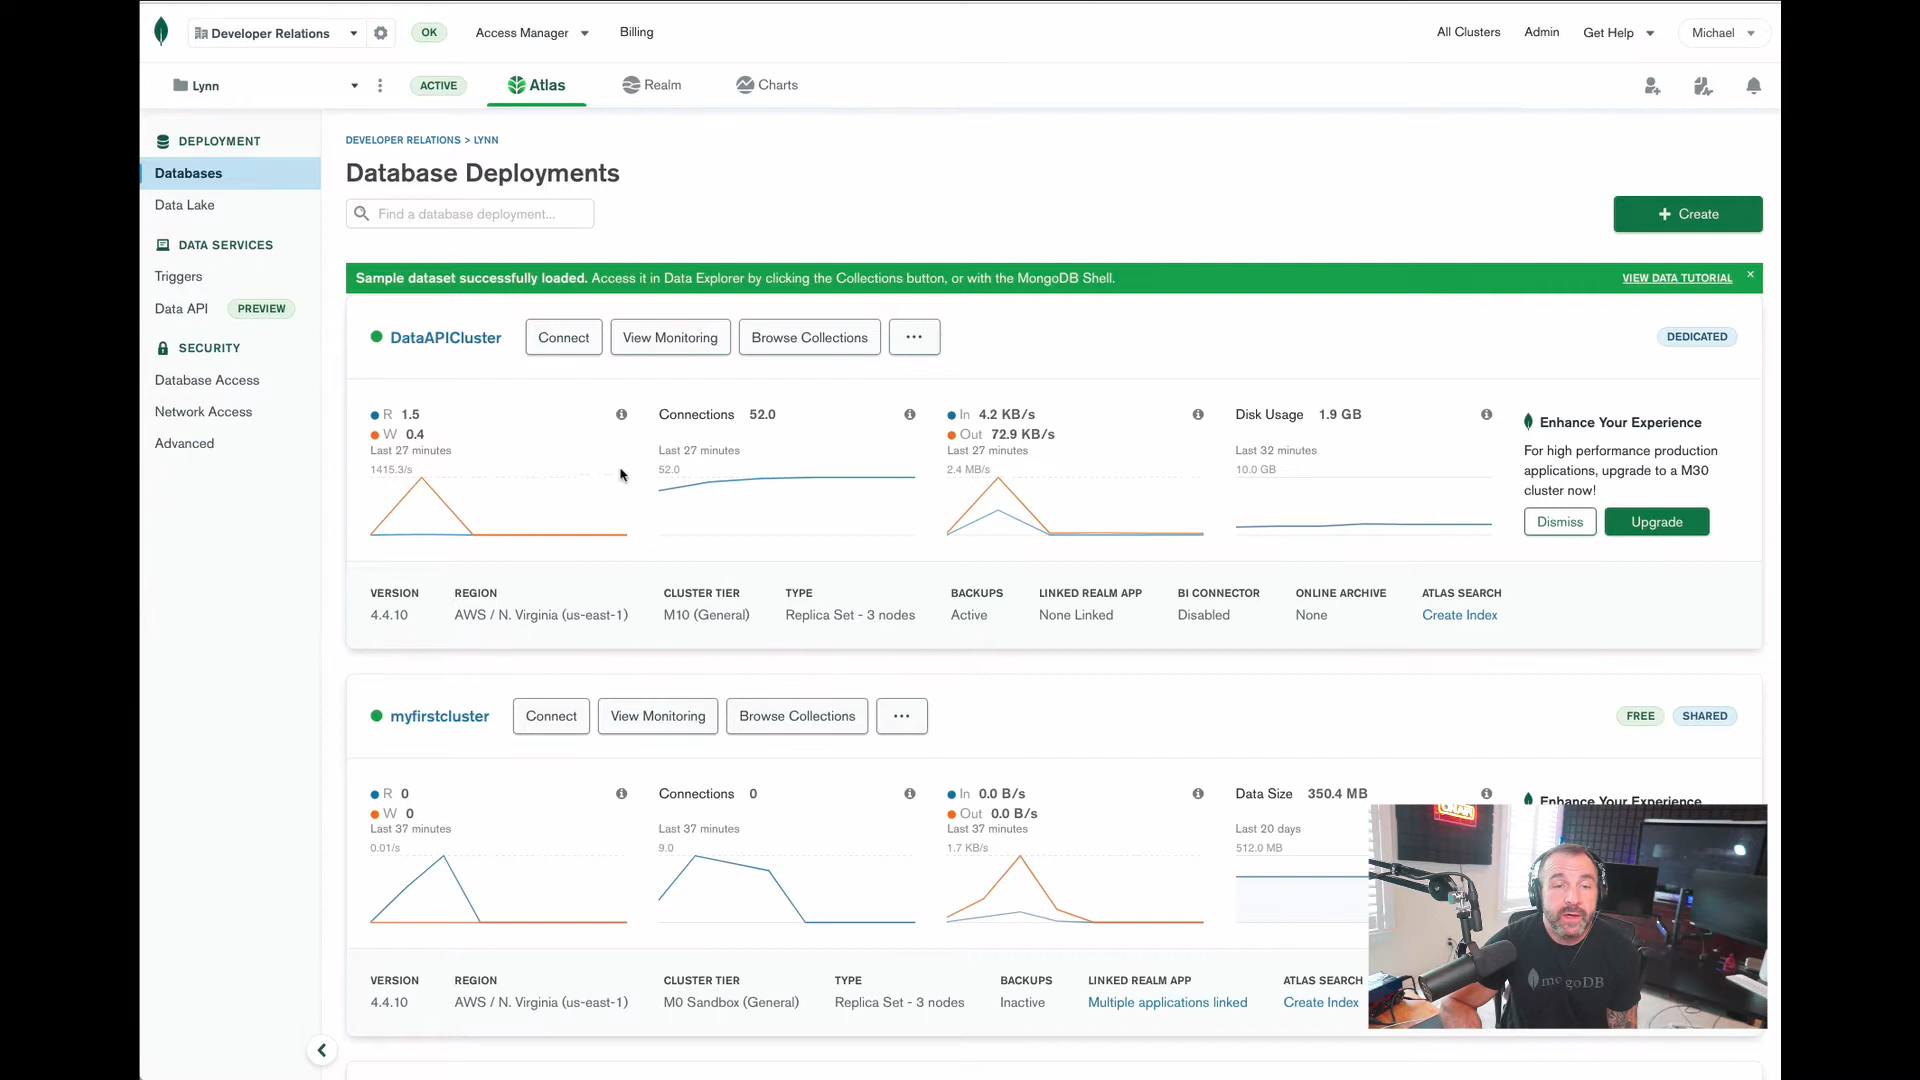 Developer Relations
OK
Access Manager
Billing
All Clusters
Admin
Get Help
Michael
Lynn
ACTIVE
Atlas
Realm
Charts
DEPLOYMENT
Databases
Data Lake
DATA SERVICES
Triggers
Data API PREVIEW
SECURITY
Database Access
Network Access
Advanced
DEVELOPER RELATIONS > LYNN
Database Deployments
Find a database deployment...
+ Create
Sample dataset successfully loaded. Access it in Data Explorer by clicking the Collections button, or with the MongoDB Shell.
VIEW DATA TUTORIAL ×
DataAPICluster
Connect
View Monitoring
Browse Collections
...
DEDICATED
R 1.5
W 0.4
Last 27 minutes
1415.3/s
Connections 52.0
Last 27 minutes
52.0
In 4.2 KB/s
Out 72.9 KB/s
Last 27 minutes
2.4 MB/s
Disk Usage 1.9 GB
Last 32 minutes
10.0 GB
Enhance Your Experience
For high performance production
applications, upgrade to a M30
cluster now!
Dismiss
Upgrade
VERSION
4.4.10
REGION
AWS / N. Virginia (us-east-1)
CLUSTER TIER
M10 (General)
TYPE
Replica Set - 3 nodes
BACKUPS
Active
LINKED REALM APP
None Linked
BI CONNECTOR
Disabled
ONLINE ARCHIVE
None
ATLAS SEARCH
Create Index
myfirstcluster
Connect
View Monitoring
Browse Collections
...
FREE
SHARED
R 0
W 0
Last 37 minutes
0.01/s
Connections 0
Last 37 minutes
9.0
In 0.0 B/s
Out 0.0 B/s
Last 37 minutes
1.7 KB/s
Data Size 350.4 MB
Last 20 days
512.0 MB
Enhance Your Experience
VERSION
4.4.10
REGION
AWS / N. Virginia (us-east-1)
CLUSTER TIER
M0 Sandbox (General)
TYPE
Replica Set - 3 nodes
BACKUPS
Inactive
LINKED REALM APP
Multiple applications linked
ATLAS SEARCH
Create Index
mongoDB